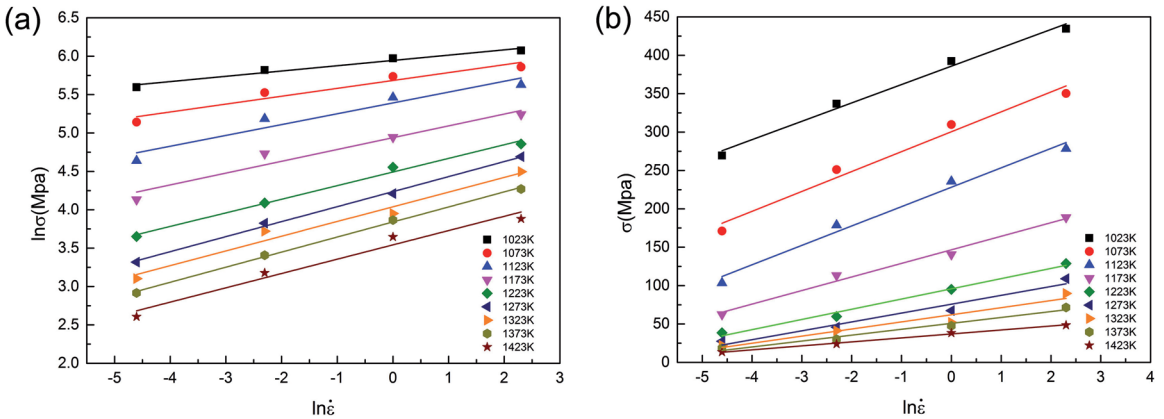 (a)
lnσ(Mpa)
6.5
6.0
5.5
5.0
4.5
4.0
3.5
3.0
2.5
2.0
1023K
1073K
1123K
1173K
1223K
1273K
1323K
1373K
1423K
-5 -4 -3 -2 -1 0 1 2 3
lnε̇
(b)
σ(Mpa)
450
400
350
300
250
200
150
100
50
0
1023K
1073K
1123K
1173K
1223K
1273K
1323K
1373K
1423K
-5 -4 -3 -2 -1 0 1 2 3 4
lnε̇